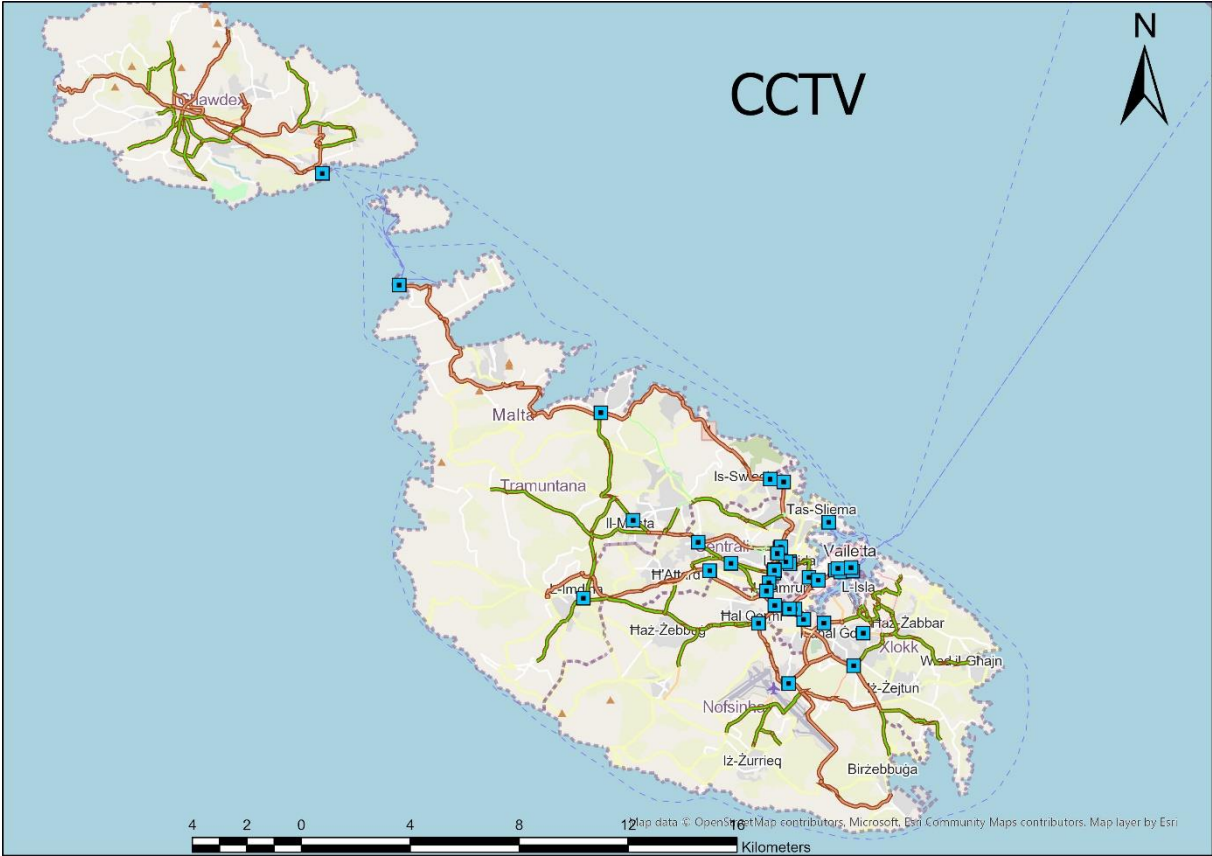 N
CCTV
Għawdex
Malta
Is-Swieqi
Tramuntana
Tas-Sliema
Il-Mosta
Valletta
Ħ'Attard
L-Isla
L-Imdina
Ħal Qormi
Ħaż-Żabbar
Ħaż-Żebbuġ
Xlokk
Wied il-Għajn
Iż-Żejtun
Nofsinhar
Iż-Żurrieq
Birżebbuġa
4 2 0 4 8 12 16
Kilometers
Map data © OpenStreetMap contributors, Microsoft, Esri Community Maps contributors. Map layer by Esri